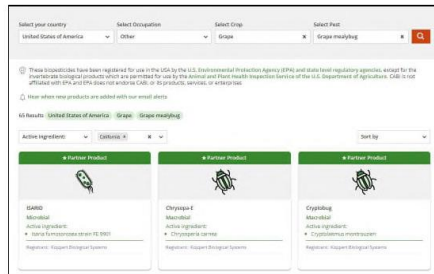 Select your country Select Occupation Select Crop Select Pest
United States of America Other Grape x Grape mealybug x
These biopesticides have been registered for use in the USA by the U.S. Environmental Protection Agency (EPA) and state level regulatory agencies, except for the
invertebrate biological products which are permitted for use by the Animal and Plant Health Inspection Service of the U.S. Department of Agriculture. CABI is not
affiliated with EPA and EPA does not endorse CABI, or its products, services, or enterprises.
Hear when new products are added with our email alerts
65 Results United States of America Grape Grape mealybug
Active ingredient: California x x Sort by
★ Partner Product ★ Partner Product ★ Partner Product
ISARID Chrysopa-E Cryptobug
Microbial Macrobial Macrobial
Active ingredient: Active ingredient: Active ingredient:
• Isaria fumosorosea strain FE 9901 • Chrysoperla carnea • Cryptolaemus montrouzieri
Registrant : Koppert Biological Systems Registrant : Koppert Biological Systems Registrant : Koppert Biological Systems